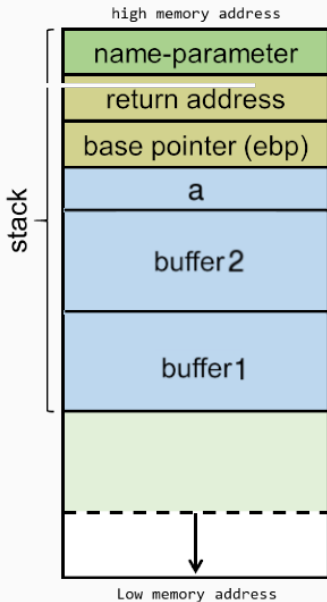 high memory address
name-parameter
return address
base pointer (ebp)
a
buffer2
buffer1
stack
Low memory address